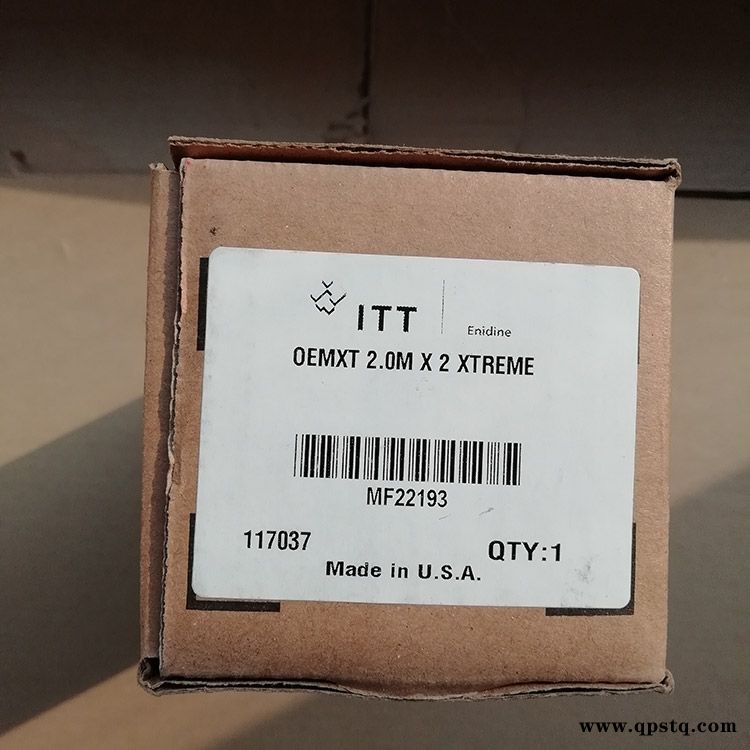 ITT
Enidine
OEMXT 2.0M X 2 XTREME
MF22193
117037
QTY:1
Made in U.S.A.
www.qpstq.com